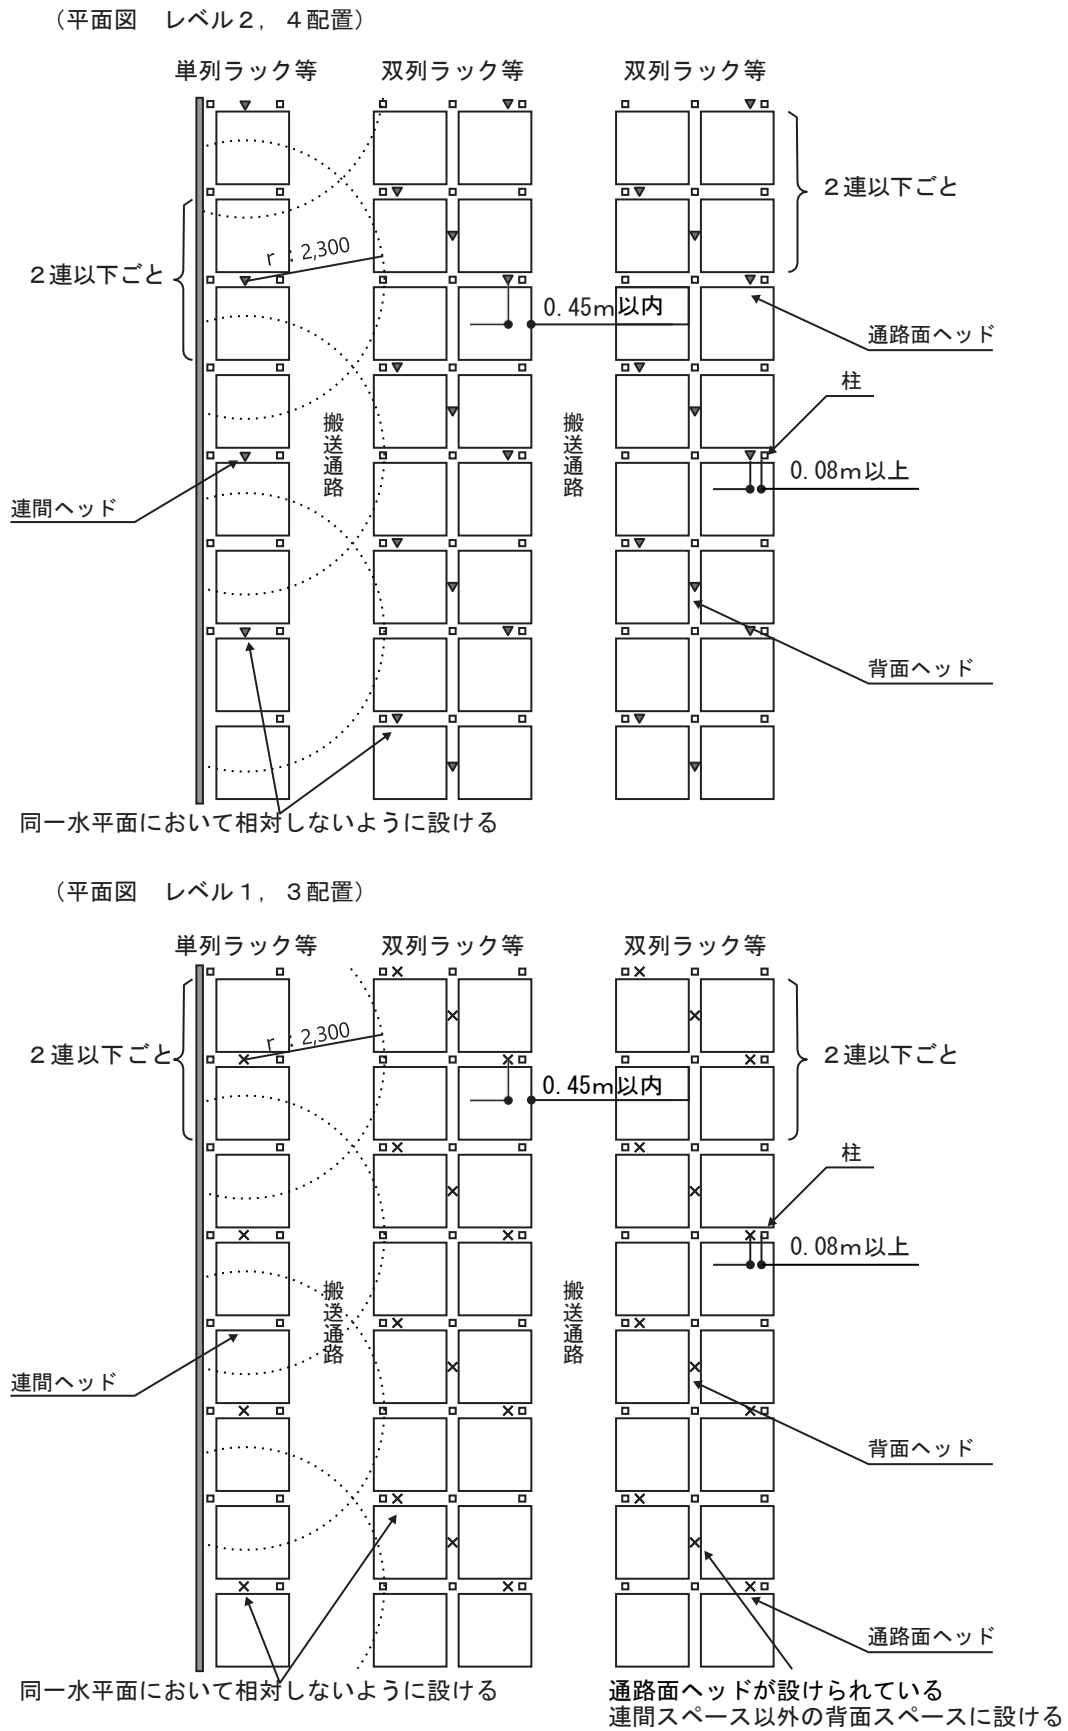 （平面図　レベル２，４配置）
単列ラック等
双列ラック等
双列ラック等
２連以下ごと
２連以下ごと
r：2,300
0.45m以内
通路面ヘッド
柱
搬送通路
搬送通路
0.08m以上
連間ヘッド
背面ヘッド
同一水平面において相対しないように設ける
（平面図　レベル１，３配置）
単列ラック等
双列ラック等
双列ラック等
r：2,300
２連以下ごと
２連以下ごと
0.45m以内
柱
0.08m以上
搬送通路
搬送通路
連間ヘッド
背面ヘッド
通路面ヘッド
同一水平面において相対しないように設ける
通路面ヘッドが設けられている
連間スペース以外の背面スペースに設ける